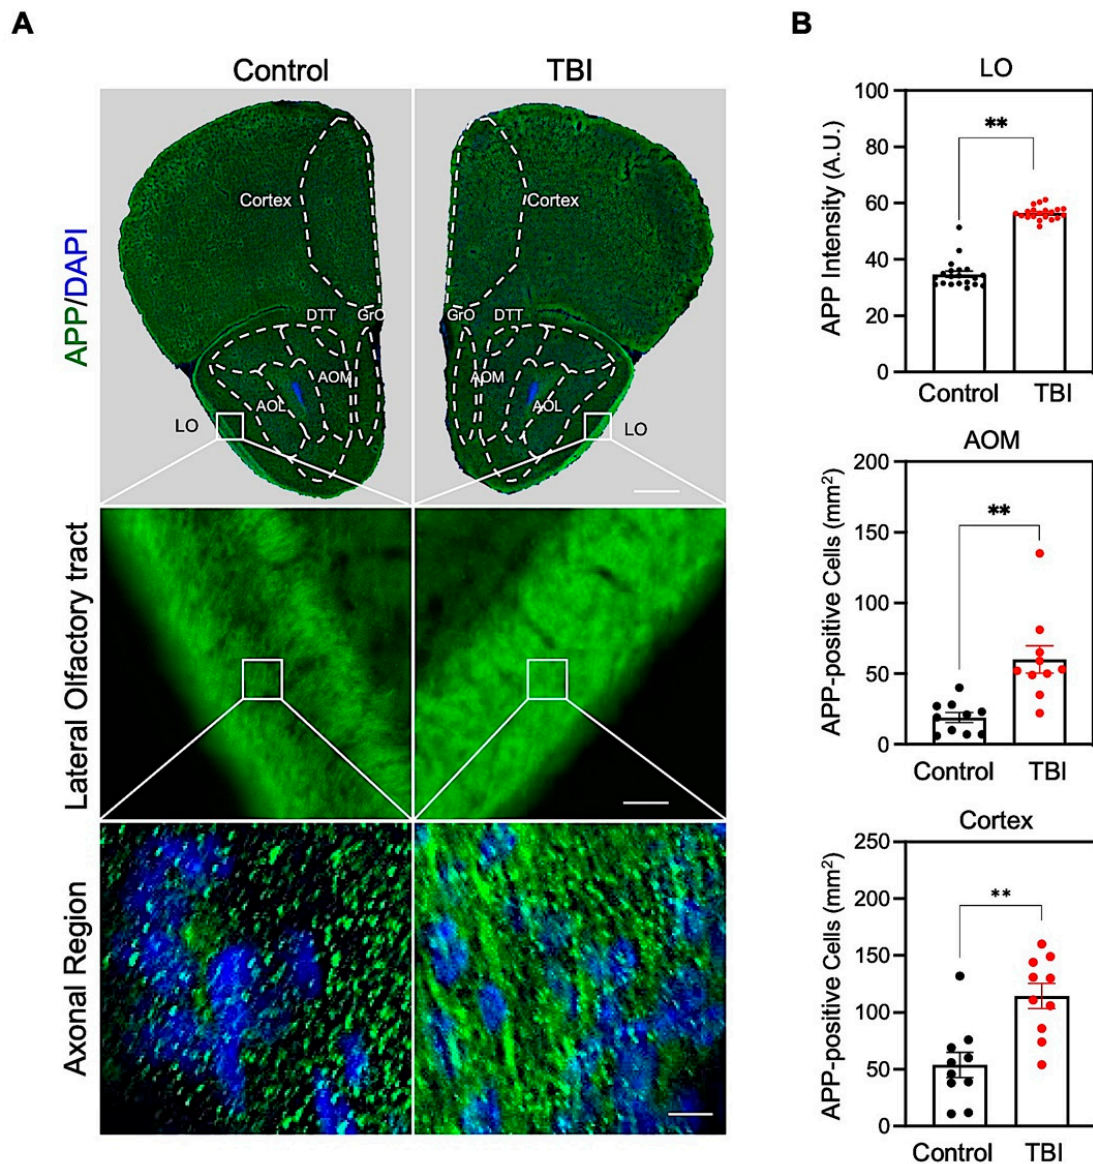 A
Control TBI
APP/DAPI
Cortex Cortex
DTT GrO GrO DTT
AOM AOM
AOL AOL
LO LO
Lateral Olfactory tract
Axonal Region
B
LO
APP Intensity (A.U.)
100
80
60
40
20
0
**
Control TBI
AOM
APP-positive Cells (mm²)
200
150
100
50
0
**
Control TBI
Cortex
APP-positive Cells (mm²)
250
200
150
100
50
0
**
Control TBI